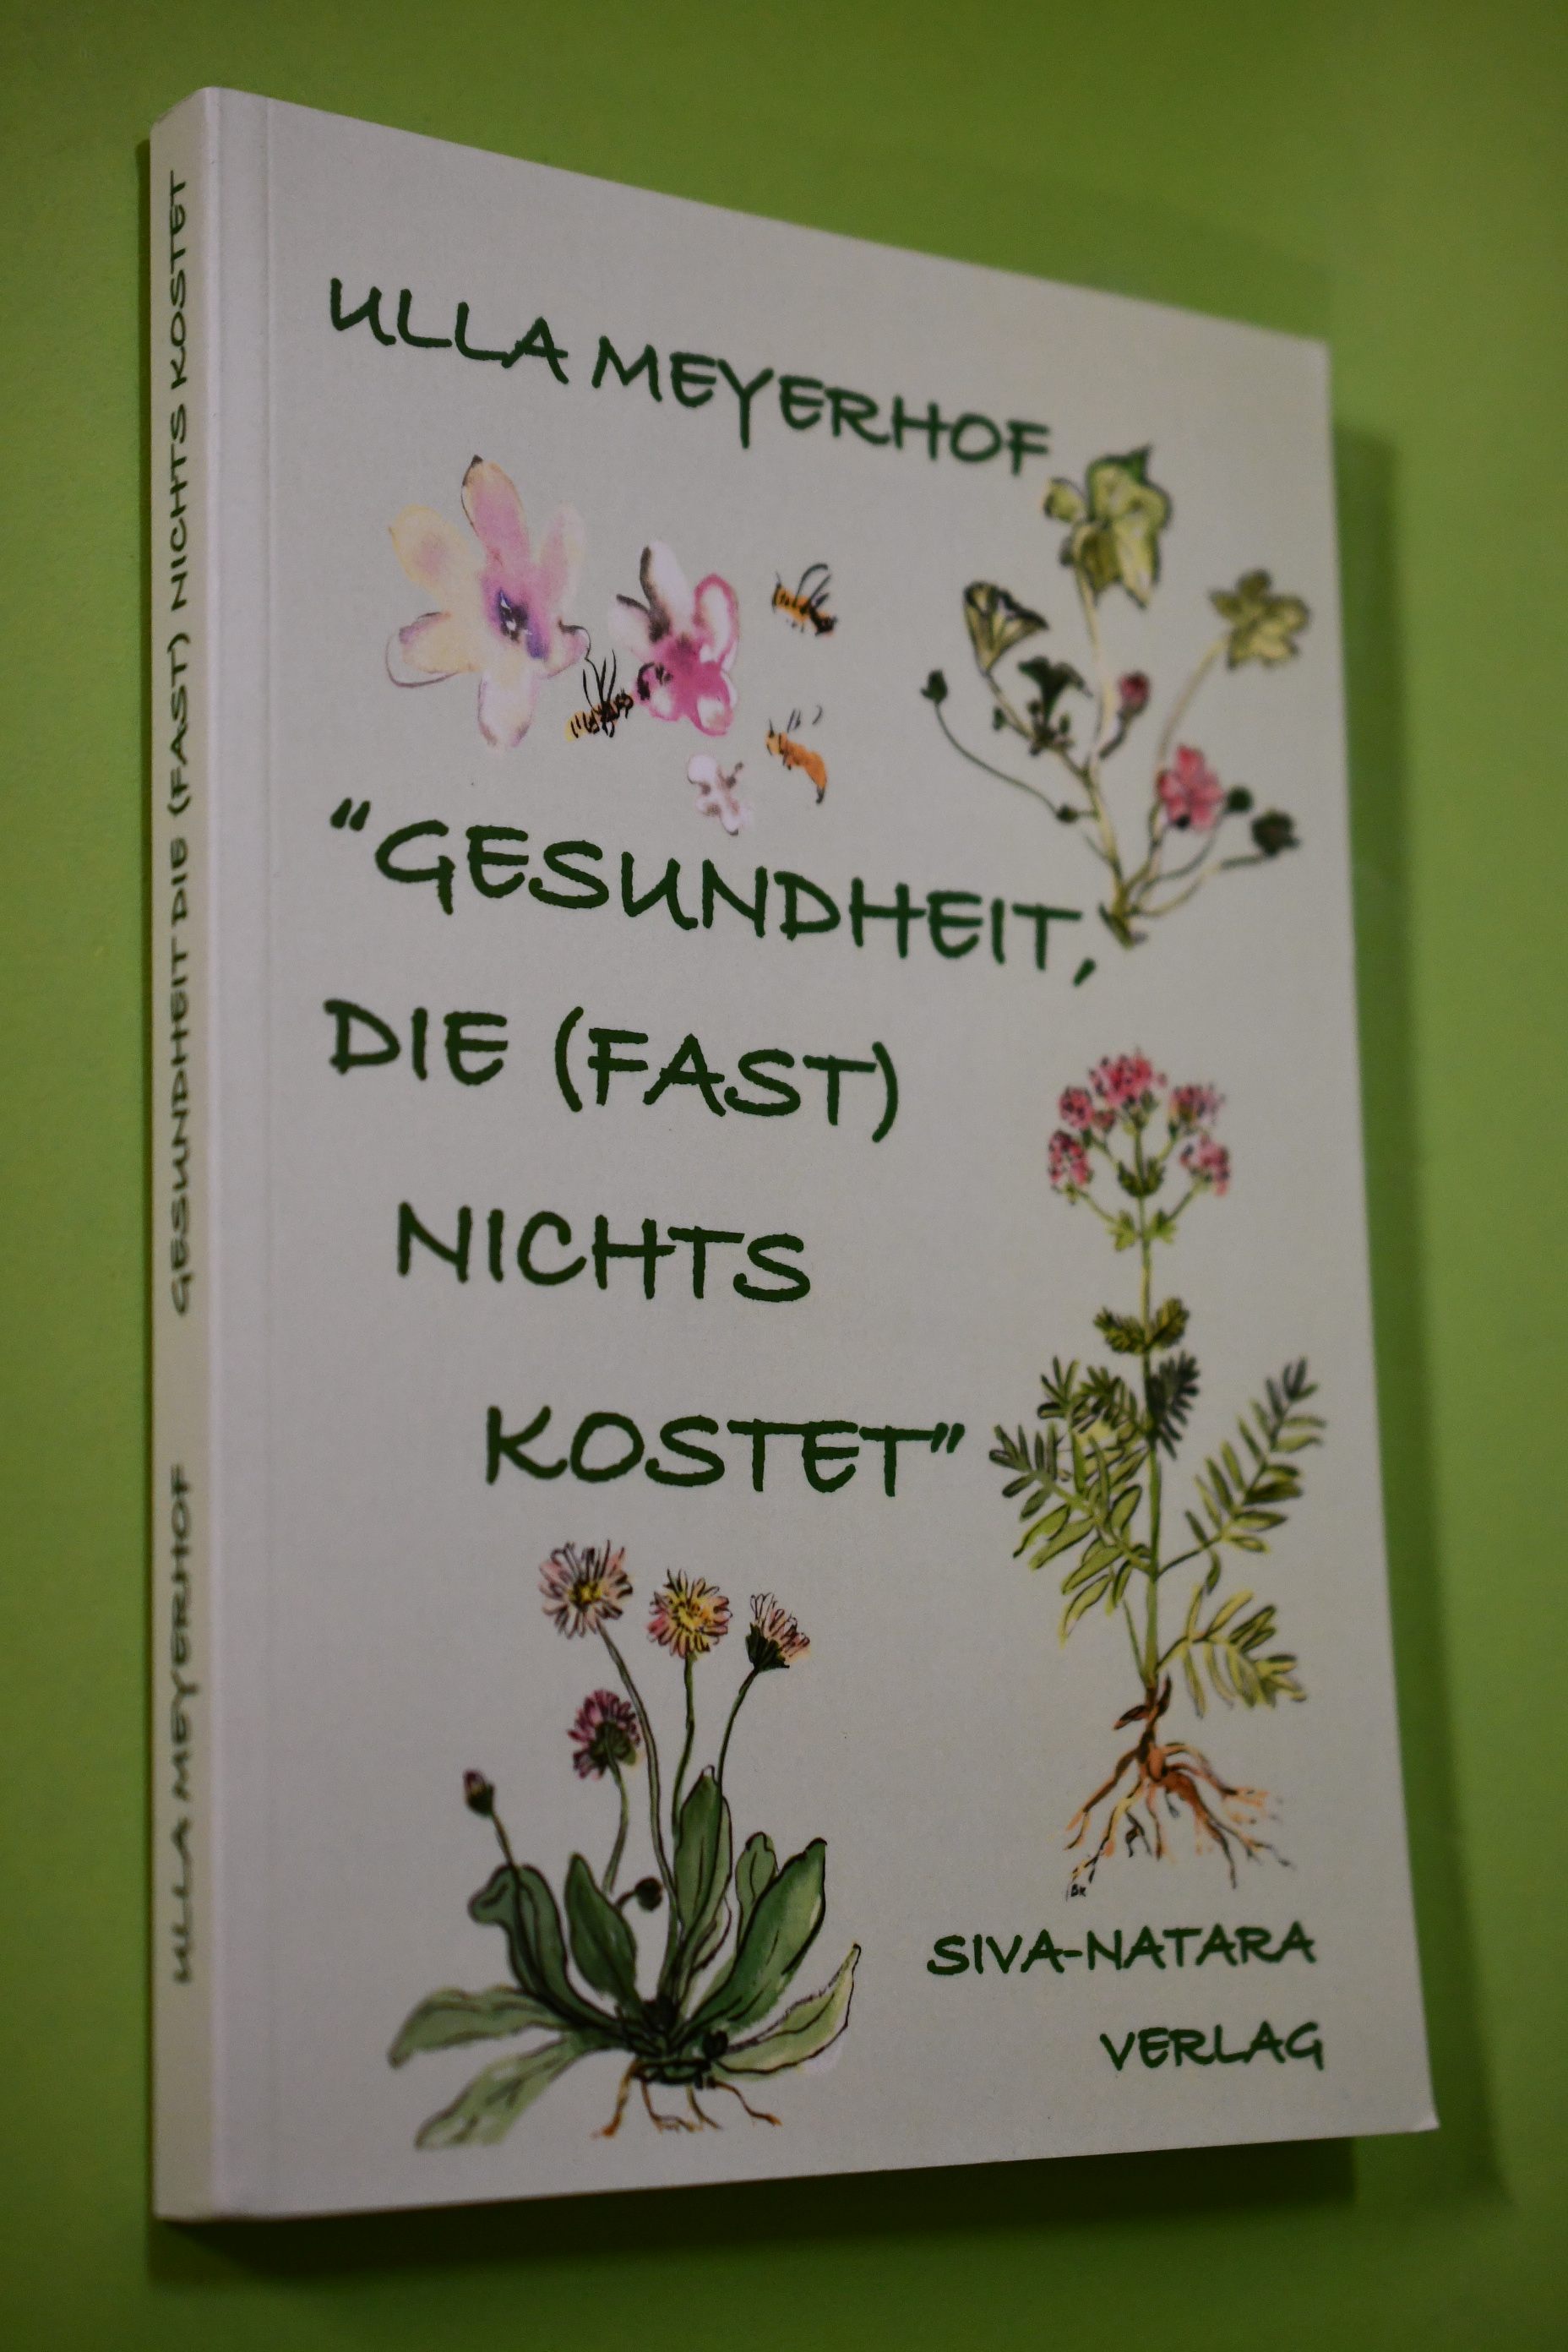 ULLA MEYERHOF
"GESUNDHEIT,
DIE (FAST)
NICHTS
KOSTET"
SIVA-NATARA
VERLAG
ULLA MEYERHOF GESUNDHEIT DIE (FAST) NICHTS KOSTET